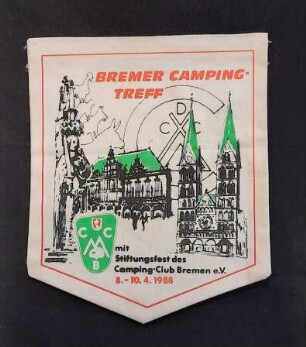 BREMER CAMPING-
TREFF
D
C C
C C
B
mit
Stiftungsfest des
Camping-Club Bremen e.V.
8.-10.4.1988